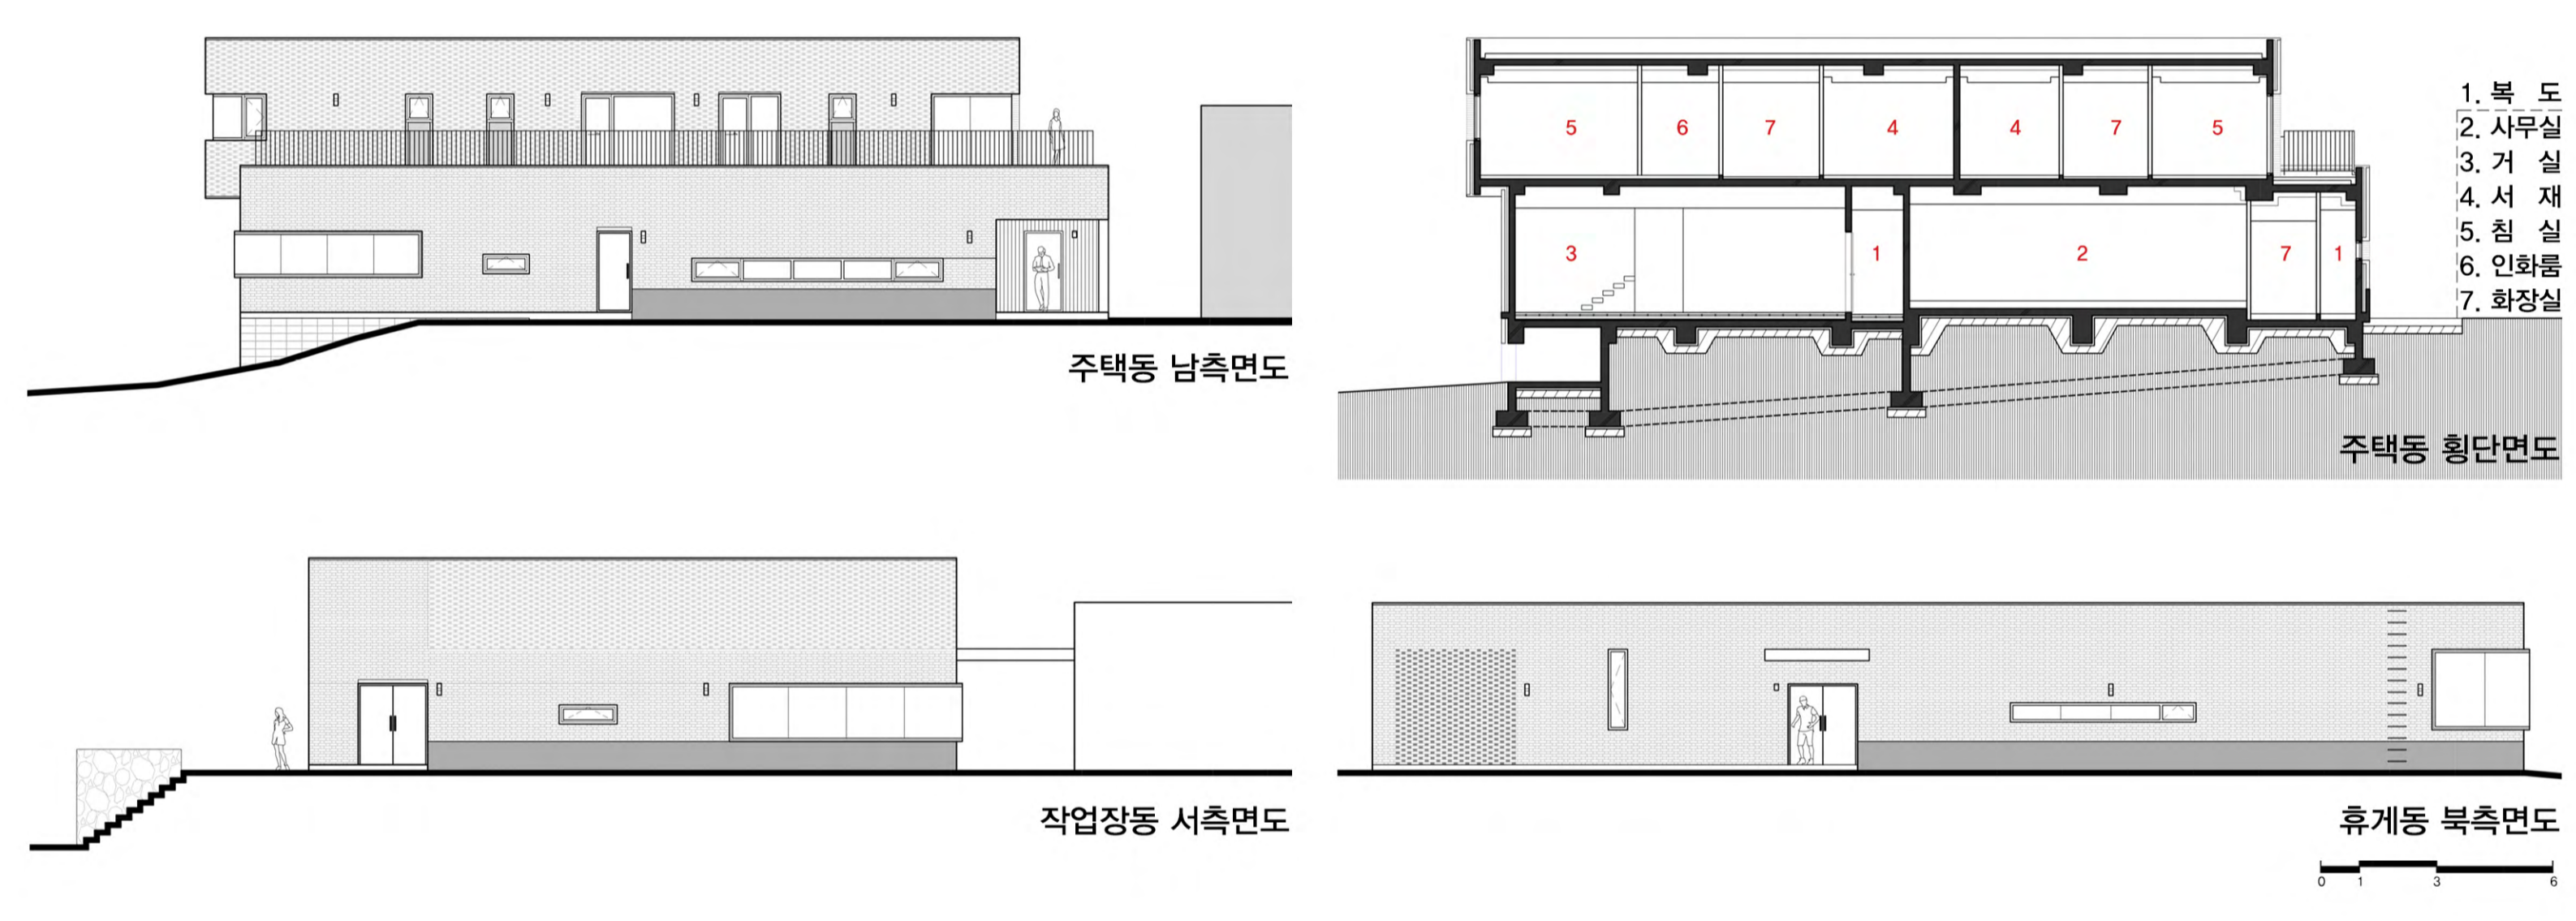 1. 복 도
2. 사무실
3. 거 실
4. 서 재
5. 침 실
6. 인화룸
7. 화장실
5 6 7 4 4 7 5
3 1 2 7 1
주택동 남측면도
주택동 횡단면도
작업장동 서측면도
휴게동 북측면도
0 1 3 6